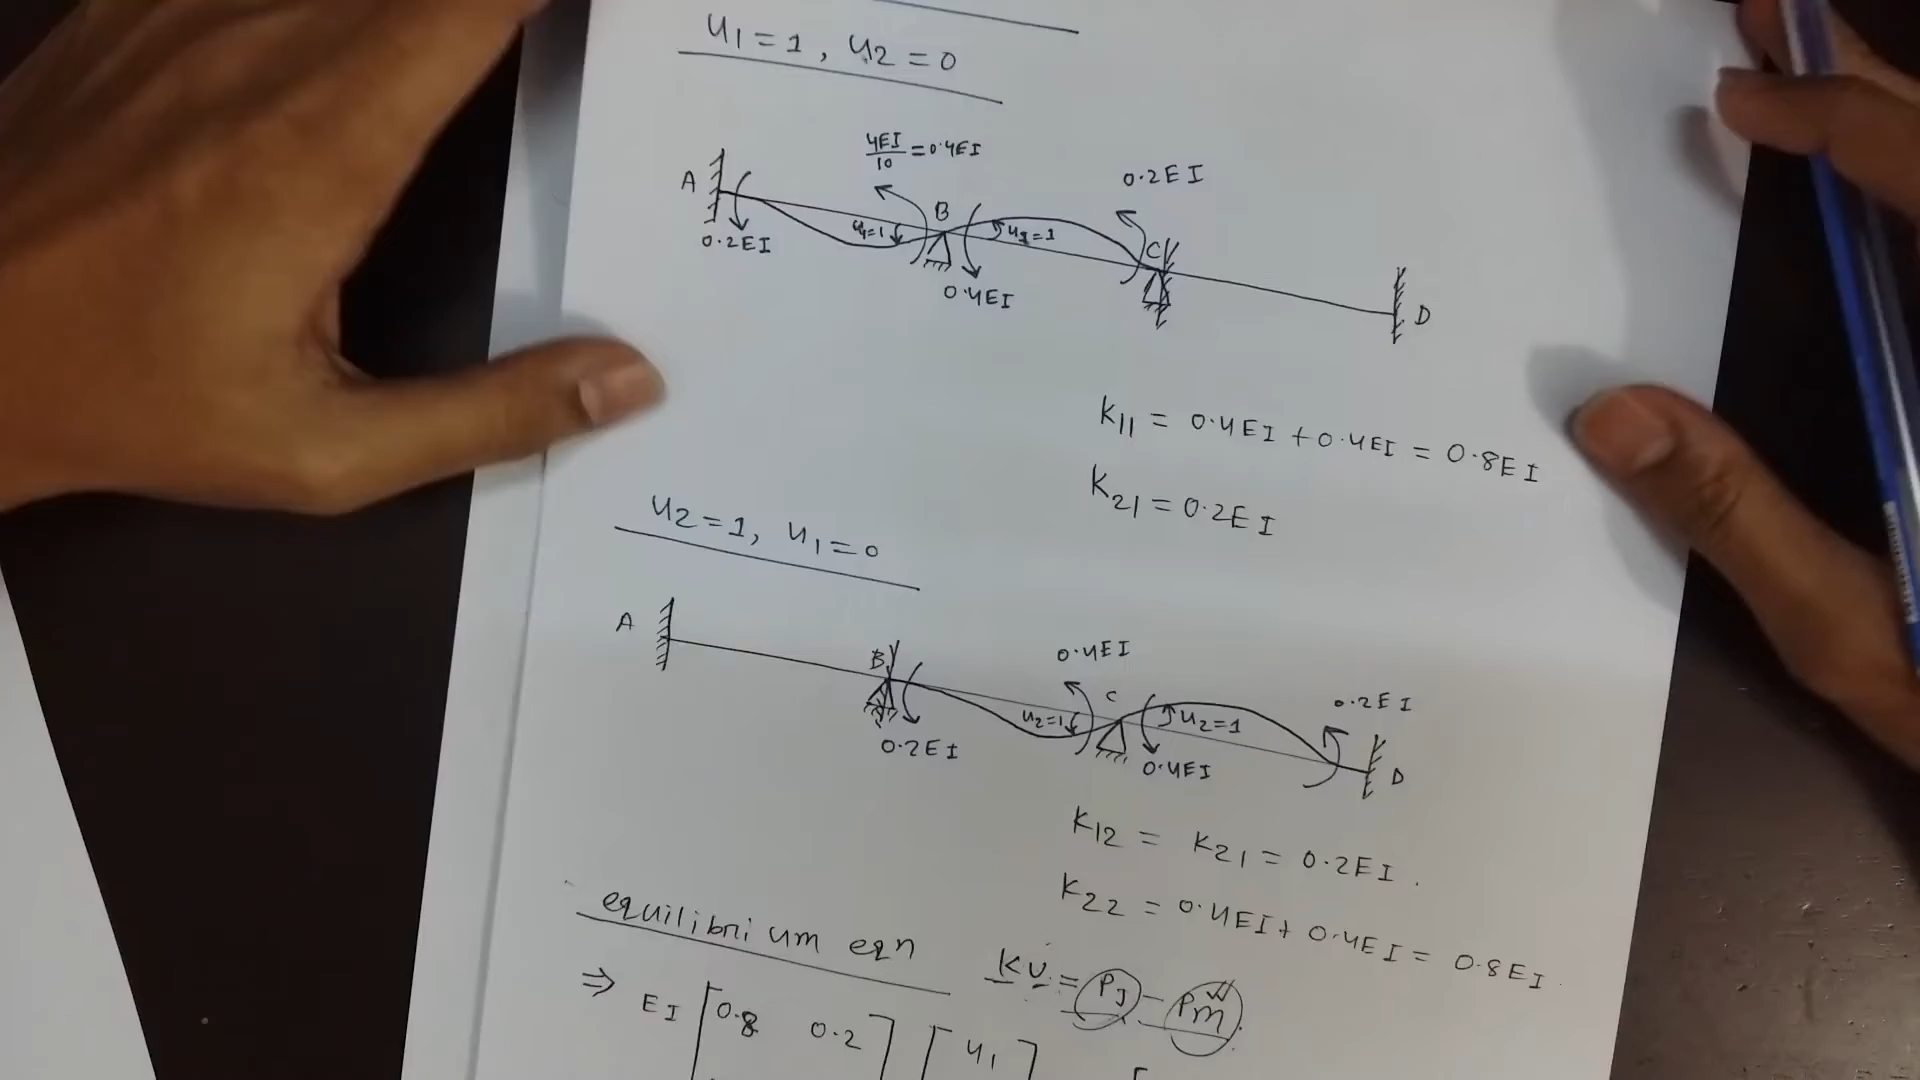 u1 = 1, u2 = 0
4EI/10 = 0.4EI
0.2EI
A
B
u1=1
u1=1
C
0.2EI
0.4EI
D
k11 = 0.4EI + 0.4EI = 0.8EI
k21 = 0.2EI
u2=1, u1=0
A
0.4EI
B
C
0.2EI
u2=1
u2=1
0.2EI
0.4EI
D
k12 = k21 = 0.2EI.
k22 = 0.4EI + 0.4EI = 0.8EI.
equilibrium eqn KU = PJ - Pm
⇒ EI [0.8 0.2] [u1]